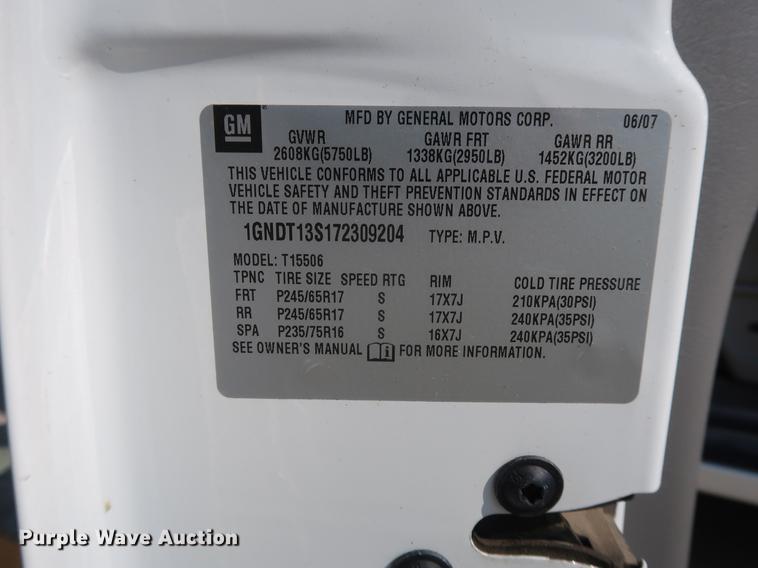 GM MFD BY GENERAL MOTORS CORP. 06/07
GVWR GAWR FRT GAWR RR
2608KG(5750LB) 1338KG(2950LB) 1452KG(3200LB)
THIS VEHICLE CONFORMS TO ALL APPLICABLE U.S. FEDERAL MOTOR
VEHICLE SAFETY AND THEFT PREVENTION STANDARDS IN EFFECT ON
THE DATE OF MANUFACTURE SHOWN ABOVE.
1GNDT13S172309204 TYPE: M.P.V.
MODEL: T15506
TPNC TIRE SIZE SPEED RTG RIM COLD TIRE PRESSURE
FRT P245/65R17 S 17X7J 210KPA(30PSI)
RR P245/65R17 S 17X7J 240KPA(35PSI)
SPA P235/75R16 S 16X7J 240KPA(35PSI)
SEE OWNER'S MANUAL FOR MORE INFORMATION.
Purple Wave Auction